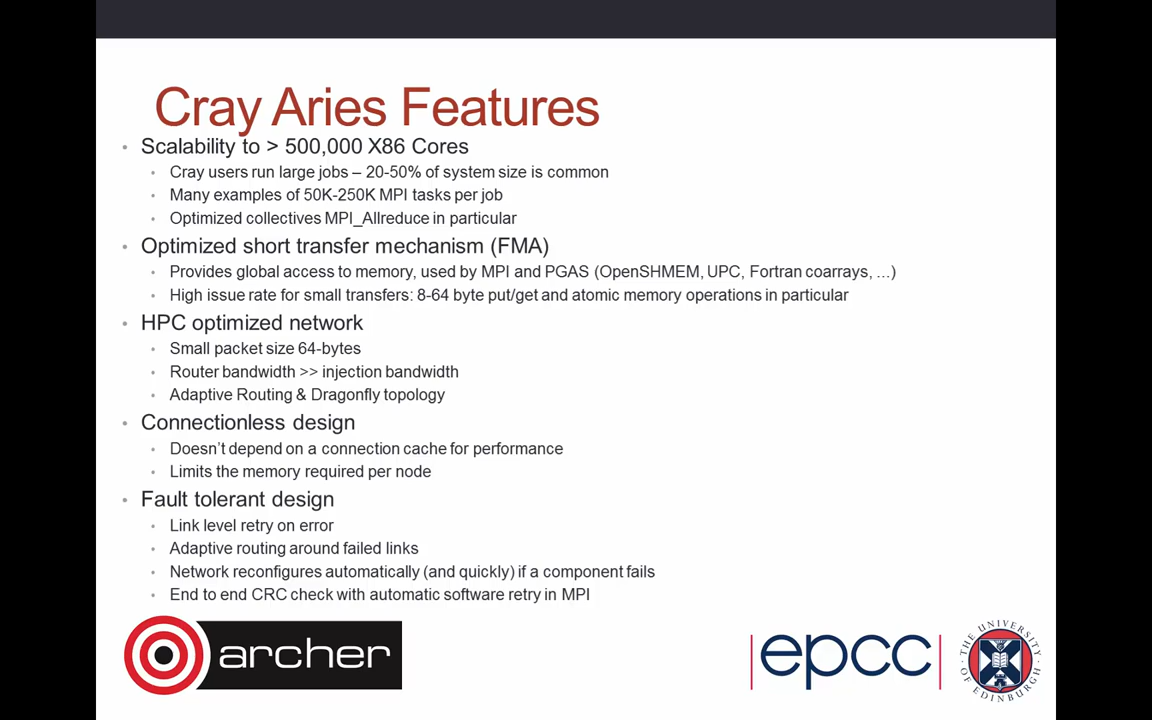 Cray Aries Features
• Scalability to > 500,000 X86 Cores
• Cray users run large jobs – 20-50% of system size is common
• Many examples of 50K-250K MPI tasks per job
• Optimized collectives MPI_Allreduce in particular
• Optimized short transfer mechanism (FMA)
• Provides global access to memory, used by MPI and PGAS (OpenSHMEM, UPC, Fortran coarrays, ...)
• High issue rate for small transfers: 8-64 byte put/get and atomic memory operations in particular
• HPC optimized network
• Small packet size 64-bytes
• Router bandwidth >> injection bandwidth
• Adaptive Routing & Dragonfly topology
• Connectionless design
• Doesn't depend on a connection cache for performance
• Limits the memory required per node
• Fault tolerant design
• Link level retry on error
• Adaptive routing around failed links
• Network reconfigures automatically (and quickly) if a component fails
• End to end CRC check with automatic software retry in MPI
archer
epcc
THE UNIVERSITY OF EDINBURGH